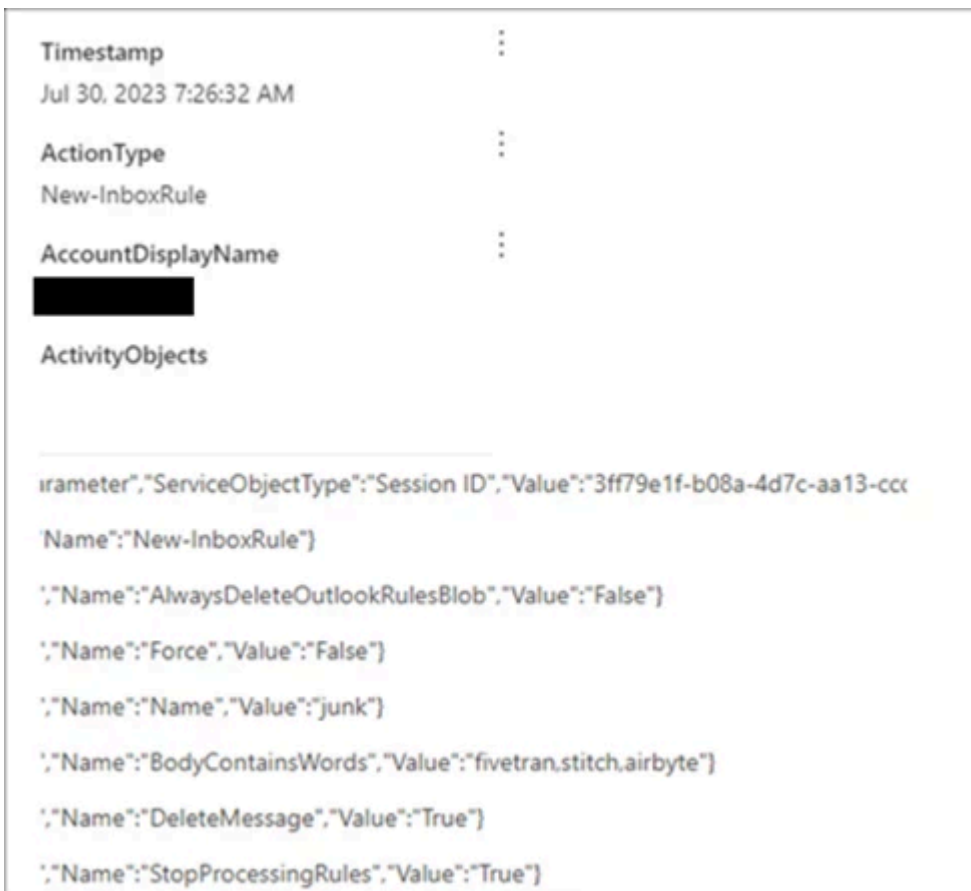 Timestamp
Jul 30, 2023 7:26:32 AM
ActionType
New-InboxRule
AccountDisplayName
ActivityObjects
ırameter","ServiceObjectType":"Session ID","Value":"3ff79e1f-b08a-4d7c-aa13-ccc
'Name":"New-InboxRule"}
","Name":"AlwaysDeleteOutlookRulesBlob","Value":"False"}
","Name":"Force","Value":"False"}
","Name":"Name","Value":"junk"}
","Name":"BodyContainsWords","Value":"fivetran,stitch,airbyte"}
","Name":"DeleteMessage","Value":"True"}
","Name":"StopProcessingRules","Value":"True"}